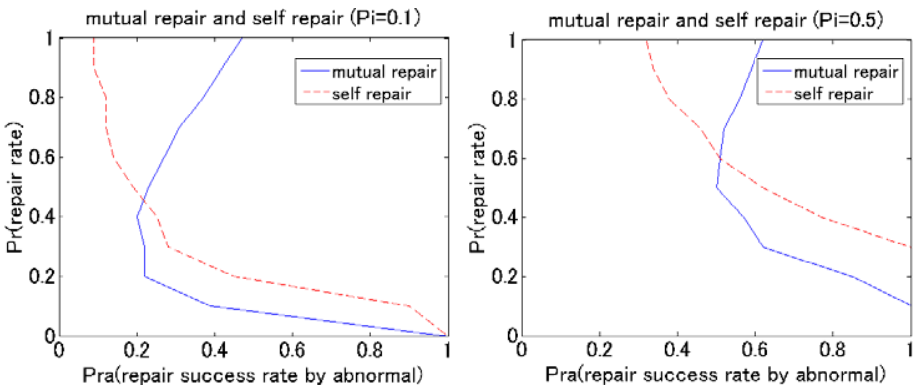 mutual repair and self repair (Pi=0.1)
1
0.8
0.6
0.4
0.2
0
Pr(repair rate)
mutual repair
self repair
0
0.2
0.4
0.6
0.8
1
Pra(repair success rate by abnormal)
mutual repair and self repair (Pi=0.5)
1
0.8
0.6
0.4
0.2
0
Pr(repair rate)
mutual repair
self repair
0
0.2
0.4
0.6
0.8
1
Pra(repair success rate by abnormal)